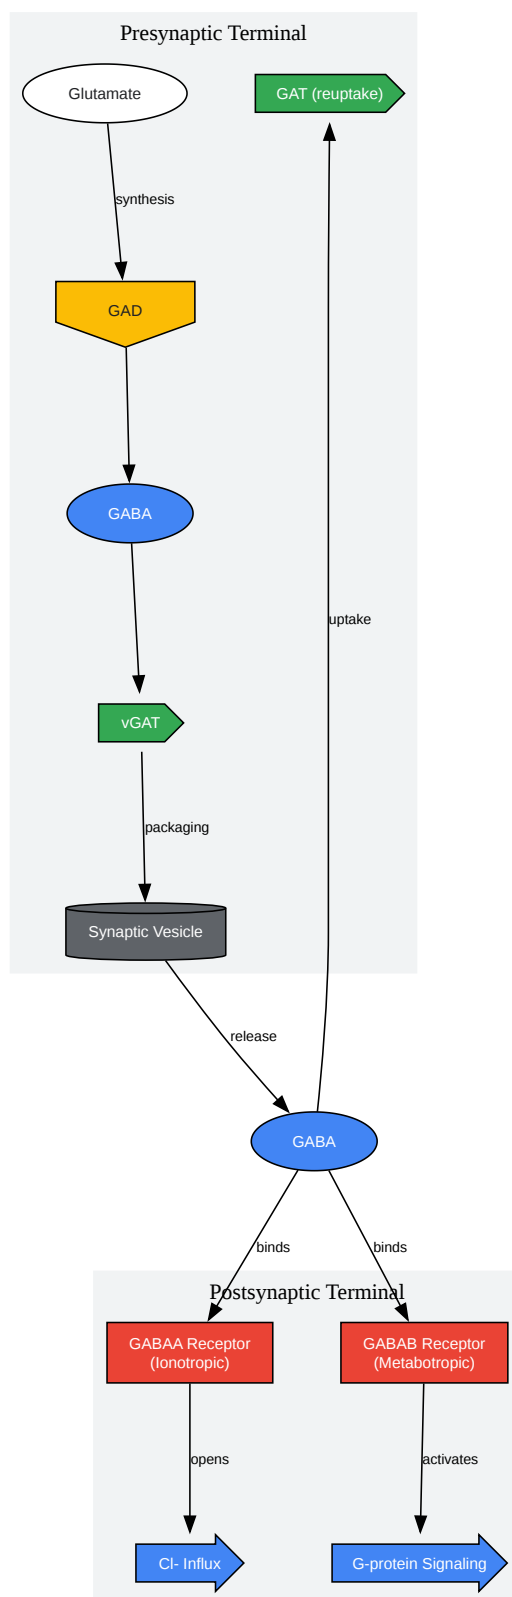 Presynaptic Terminal
Glutamate
GAT (reuptake)
synthesis
GAD
GABA
uptake
vGAT
packaging
Synaptic Vesicle
release
GABA
binds
binds
Postsynaptic Terminal
GABAA Receptor
(Ionotropic)
GABAB Receptor
(Metabotropic)
opens
activates
Cl- Influx
G-protein Signaling